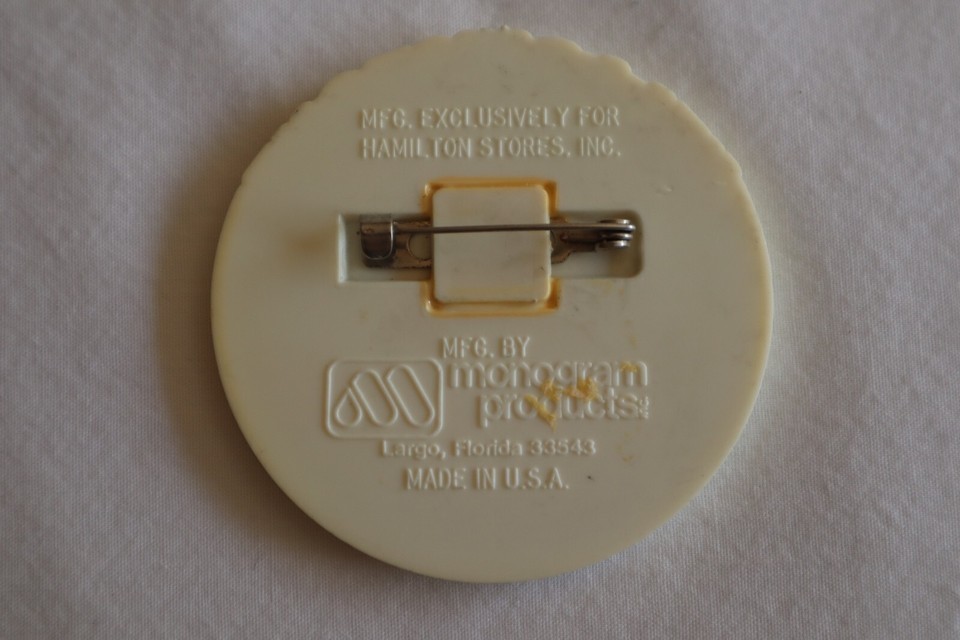 MFG. EXCLUSIVELY FOR
HAMILTON STORES, INC.
MFG. BY
monogram
products
Largo, Florida 33543
MADE IN U.S.A.